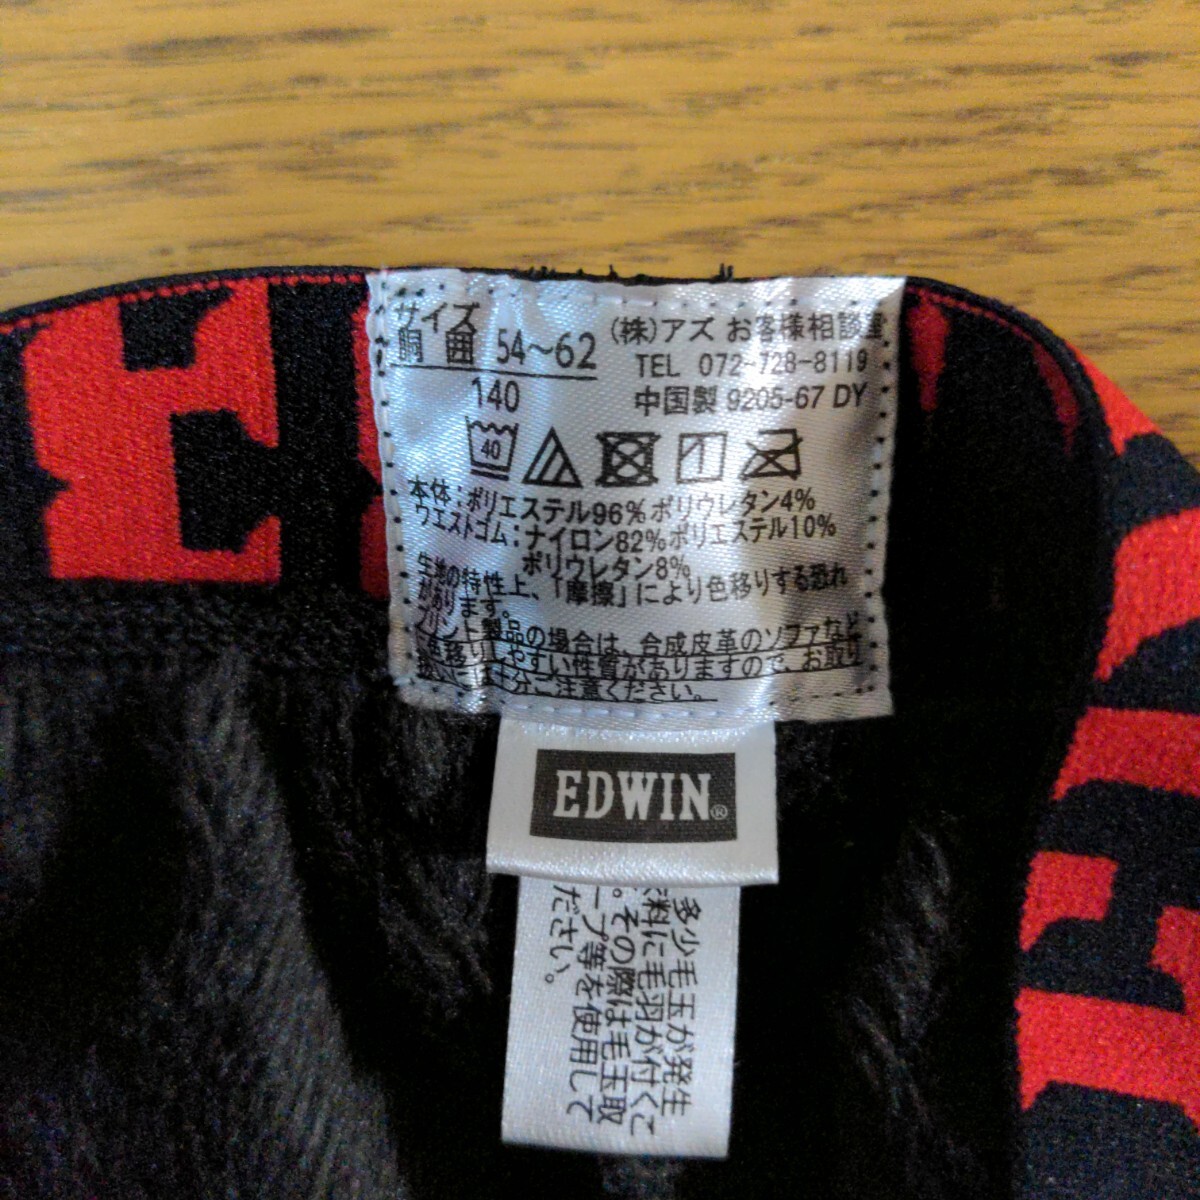 サイズ
胴囲 54～62
140
(株)アズ お客様相談室
TEL 072-728-8119
中国製 9205-67 DY
40
本体:ポリエステル96%ポリウレタン4%
ウエストゴム:ナイロン82%ポリエステル10%
ポリウレタン8%
生地の特性上、「摩擦」により色移りする恐れ
があります。
プリント製品の場合は、合成皮革のソファなど
に色移りしやすい性質がありますので、お取り
扱いには十分ご注意ください。
EDWIN®
多少毛玉が発生
料に毛羽が付くこ
。その際は毛玉取
ープ等を使用して
ださい。